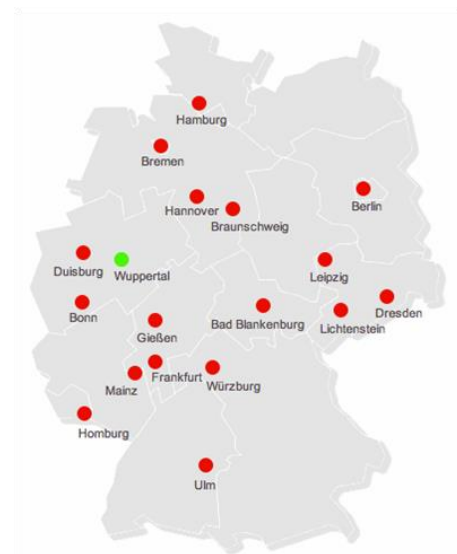 Hamburg
Bremen
Hannover
Berlin
Braunschweig
Duisburg
Wuppertal
Leipzig
Bonn
Bad Blankenburg
Lichtenstein
Dresden
Gießen
Frankfurt
Würzburg
Mainz
Homburg
Ulm